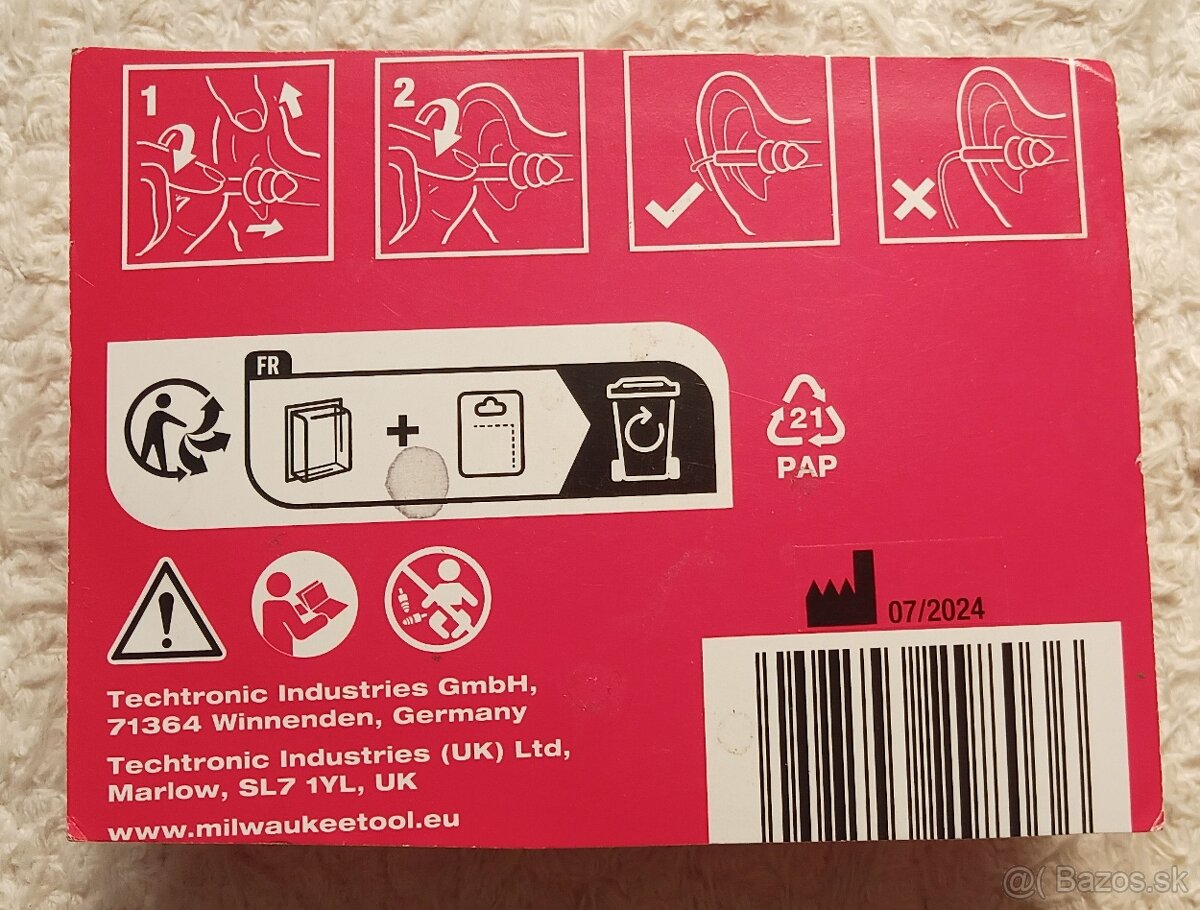 1
2
FR
21
PAP
07/2024
Techtronic Industries GmbH,
71364 Winnenden, Germany
Techtronic Industries (UK) Ltd,
Marlow, SL7 1YL, UK
www.milwaukeetool.eu
@( Bazos.sk